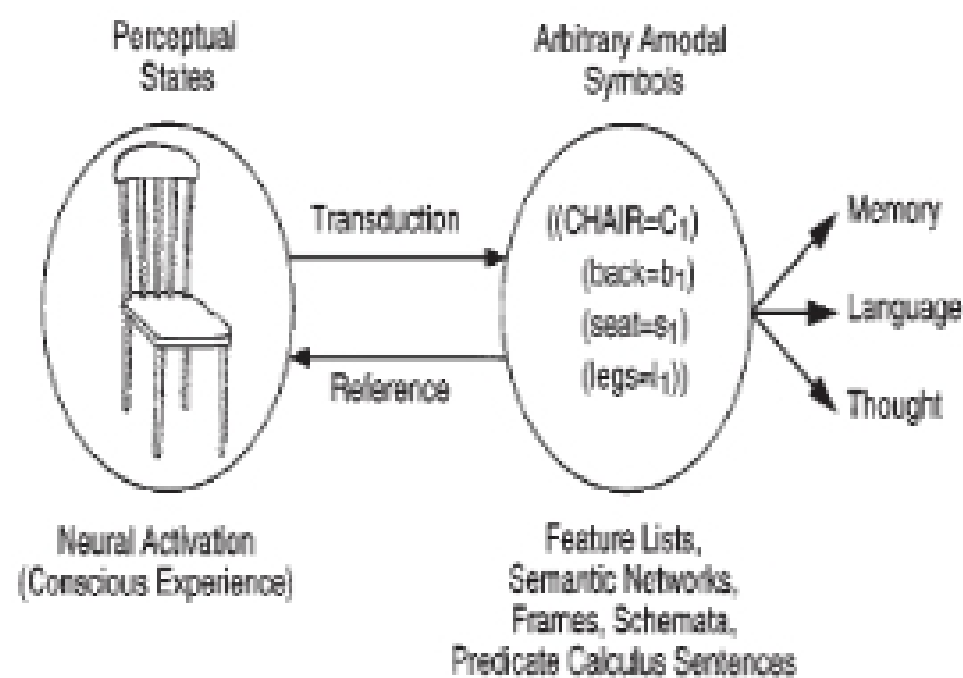 Perceptual
States
Arbitrary Amodal
Symbols
Transduction
Reference
((CHAIR=C₁)
(back=b₁)
(seat=s₁)
(legs=l₁))
Memory
Language
Thought
Neural Activation
(Conscious Experience)
Feature Lists,
Semantic Networks,
Frames, Schemata,
Predicate Calculus Sentences